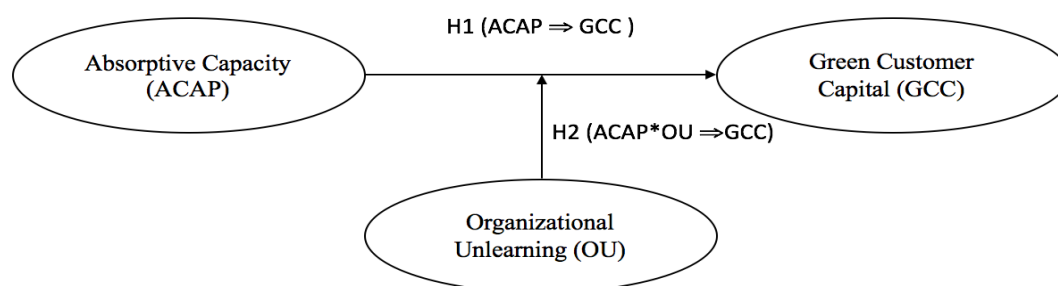 H1 (ACAP ⇒ GCC )
Absorptive Capacity
(ACAP)
Green Customer
Capital (GCC)
H2 (ACAP*OU ⇒GCC)
Organizational
Unlearning (OU)